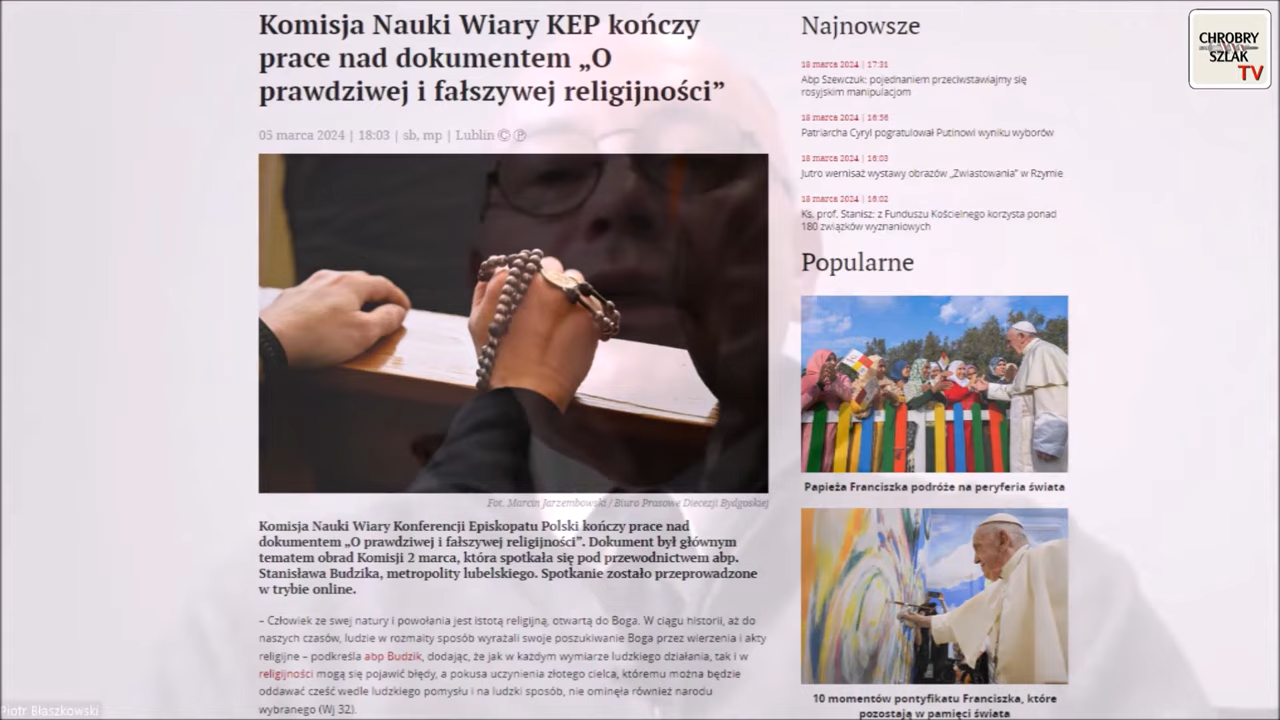 Komisja Nauki Wiary KEP kończy
prace nad dokumentem „O
prawdziwej i fałszywej religijności”
05 marca 2024 | 18:03 | sb, mp | Lublin Ⓒ Ⓟ
Fot. Marcin Jarzembowski / Biuro Prasowe Diecezji Bydgoskiej
Komisja Nauki Wiary Konferencji Episkopatu Polski kończy prace nad
dokumentem „O prawdziwej i fałszywej religijności”. Dokument był głównym
tematem obrad Komisji 2 marca, która spotkała się pod przewodnictwem abp.
Stanisława Budzika, metropolity lubelskiego. Spotkanie zostało przeprowadzone
w trybie online.
– Człowiek ze swej natury i powołania jest istotą religijną, otwartą do Boga. W ciągu historii, aż do
naszych czasów, ludzie w rozmaity sposób wyrażali swoje poszukiwanie Boga przez wierzenia i akty
religijne – podkreśla abp Budzik, dodając, że jak w każdym wymiarze ludzkiego działania, tak i w
religijności mogą się pojawić błędy, a pokusa uczynienia złotego cielca, któremu można będzie
oddawać cześć wedle ludzkiego pomysłu i na ludzki sposób, nie ominęła również narodu
wybranego (Wj 32).
Najnowsze
18 marca 2024 | 17:31
Abp Szewczuk: pojednaniem przeciwstawiajmy się
rosyjskim manipulacjom
18 marca 2024 | 16:56
Patriarcha Cyryl pogratulował Putinowi wyniku wyborów
18 marca 2024 | 16:03
Jutro wernisaż wystawy obrazów „Zwiastowania” w Rzymie
18 marca 2024 | 16:02
Ks. prof. Stanisz: z Funduszu Kościelnego korzysta ponad
180 związków wyznaniowych
Popularne
Papieża Franciszka podróże na peryferia świata
10 momentów pontyfikatu Franciszka, które
pozostają w pamięci świata
CHROBRY
SZLAK
TV
Piotr Błaszkowski